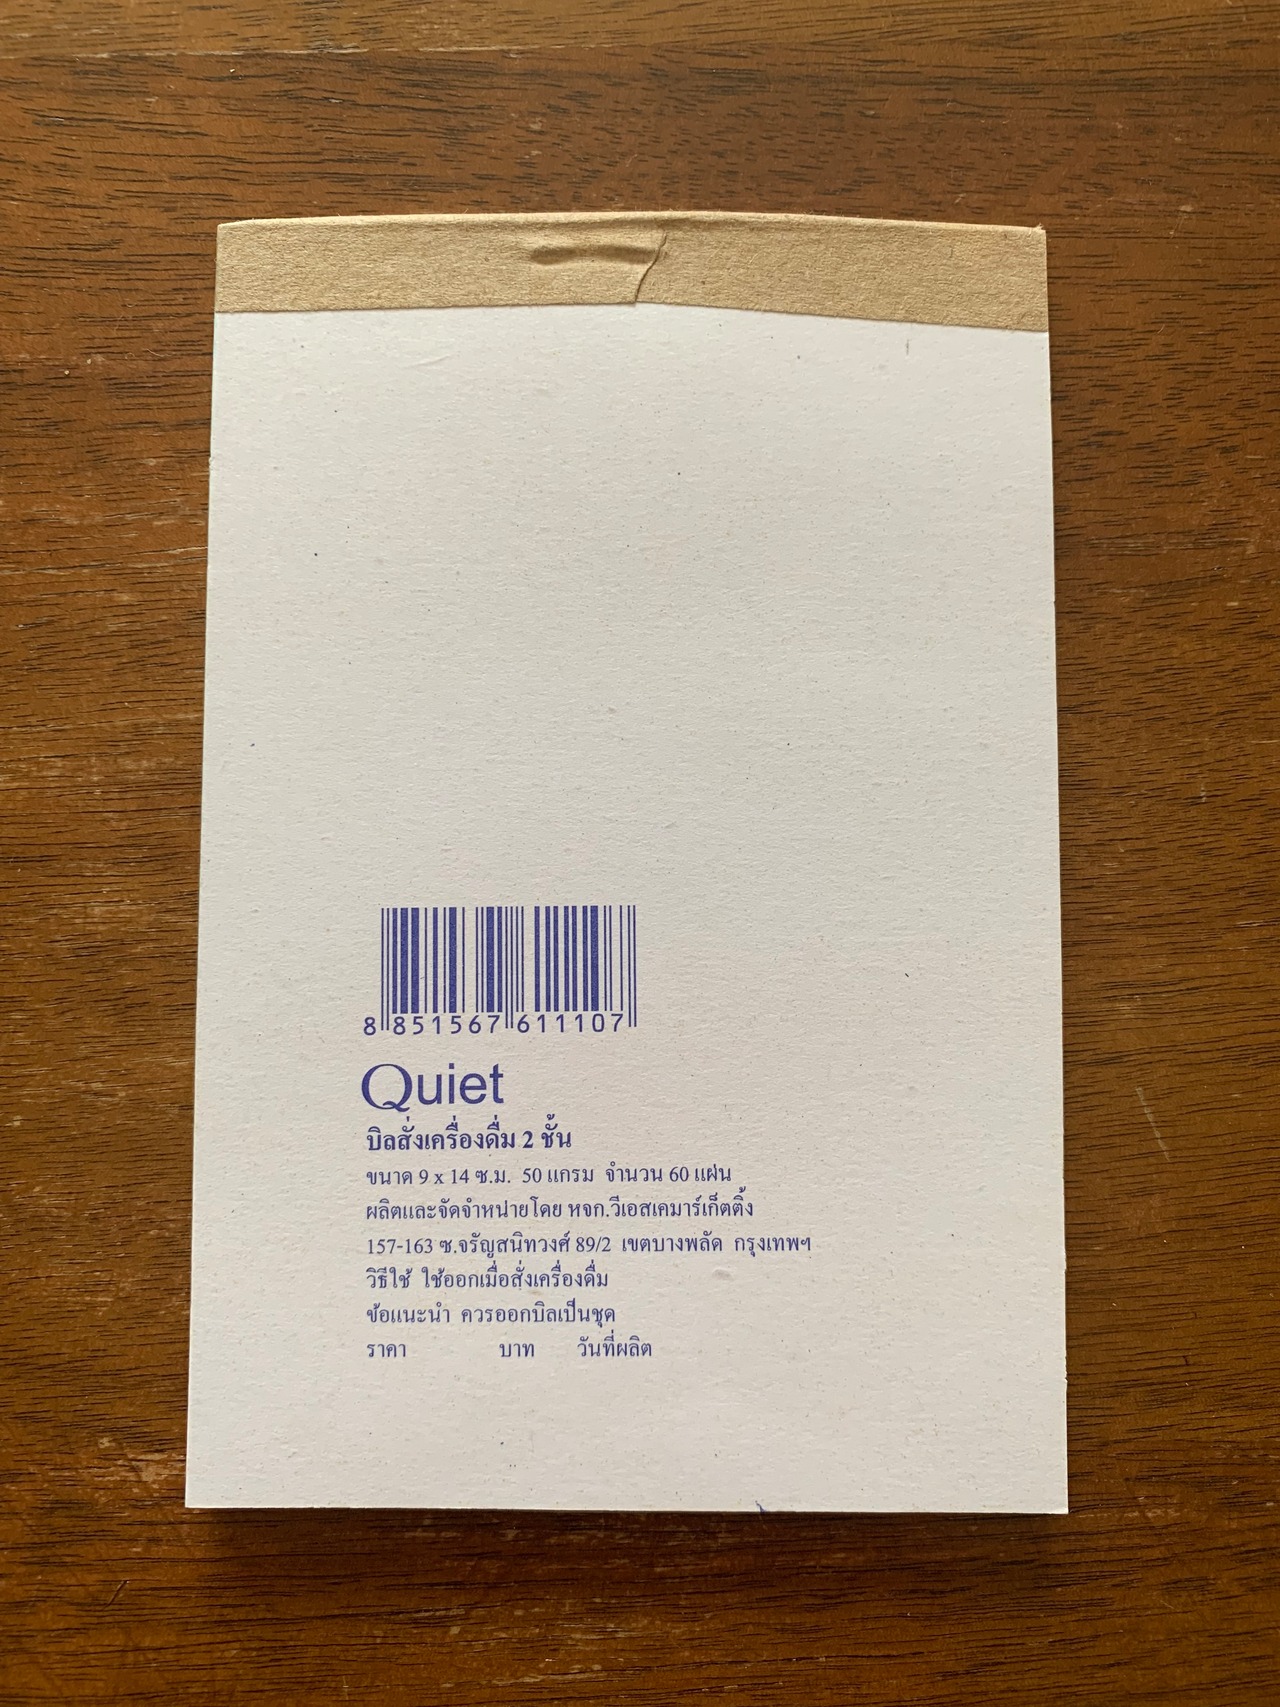 8 851567 611107
Quiet
บิลสั่งเครื่องดื่ม 2 ชั้น
ขนาด 9 x 14 ซ.ม. 50 แกรม จำนวน 60 แผ่น
ผลิตและจัดจำหน่ายโดย หจก.วีเอสเคมาร์เก็ตติ้ง
157-163 ซ.จรัญสนิทวงศ์ 89/2 เขตบางพลัด กรุงเทพฯ
วิธีใช้ ใช้ออกเมื่อสั่งเครื่องดื่ม
ข้อแนะนำ ควรออกบิลเป็นชุด
ราคา บาท วันที่ผลิต